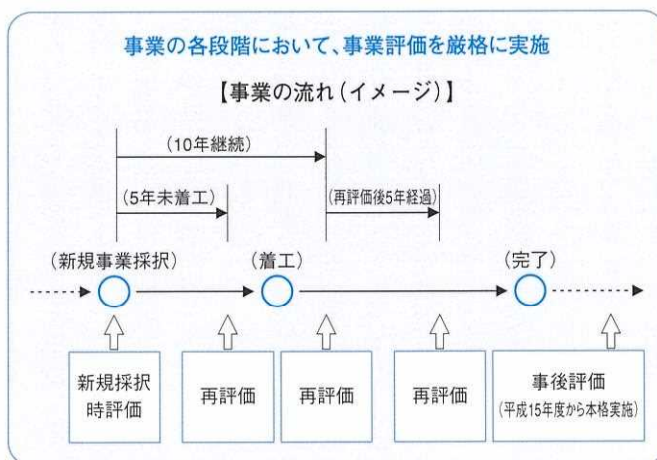 事業の各段階において、事業評価を厳格に実施
【事業の流れ(イメージ)】
(10年継続)
(5年未着工)
(再評価後5年経過)
(新規事業採択)
(着工)
(完了)
新規採択
時評価
再評価
再評価
再評価
事後評価
(平成15年度から本格実施)